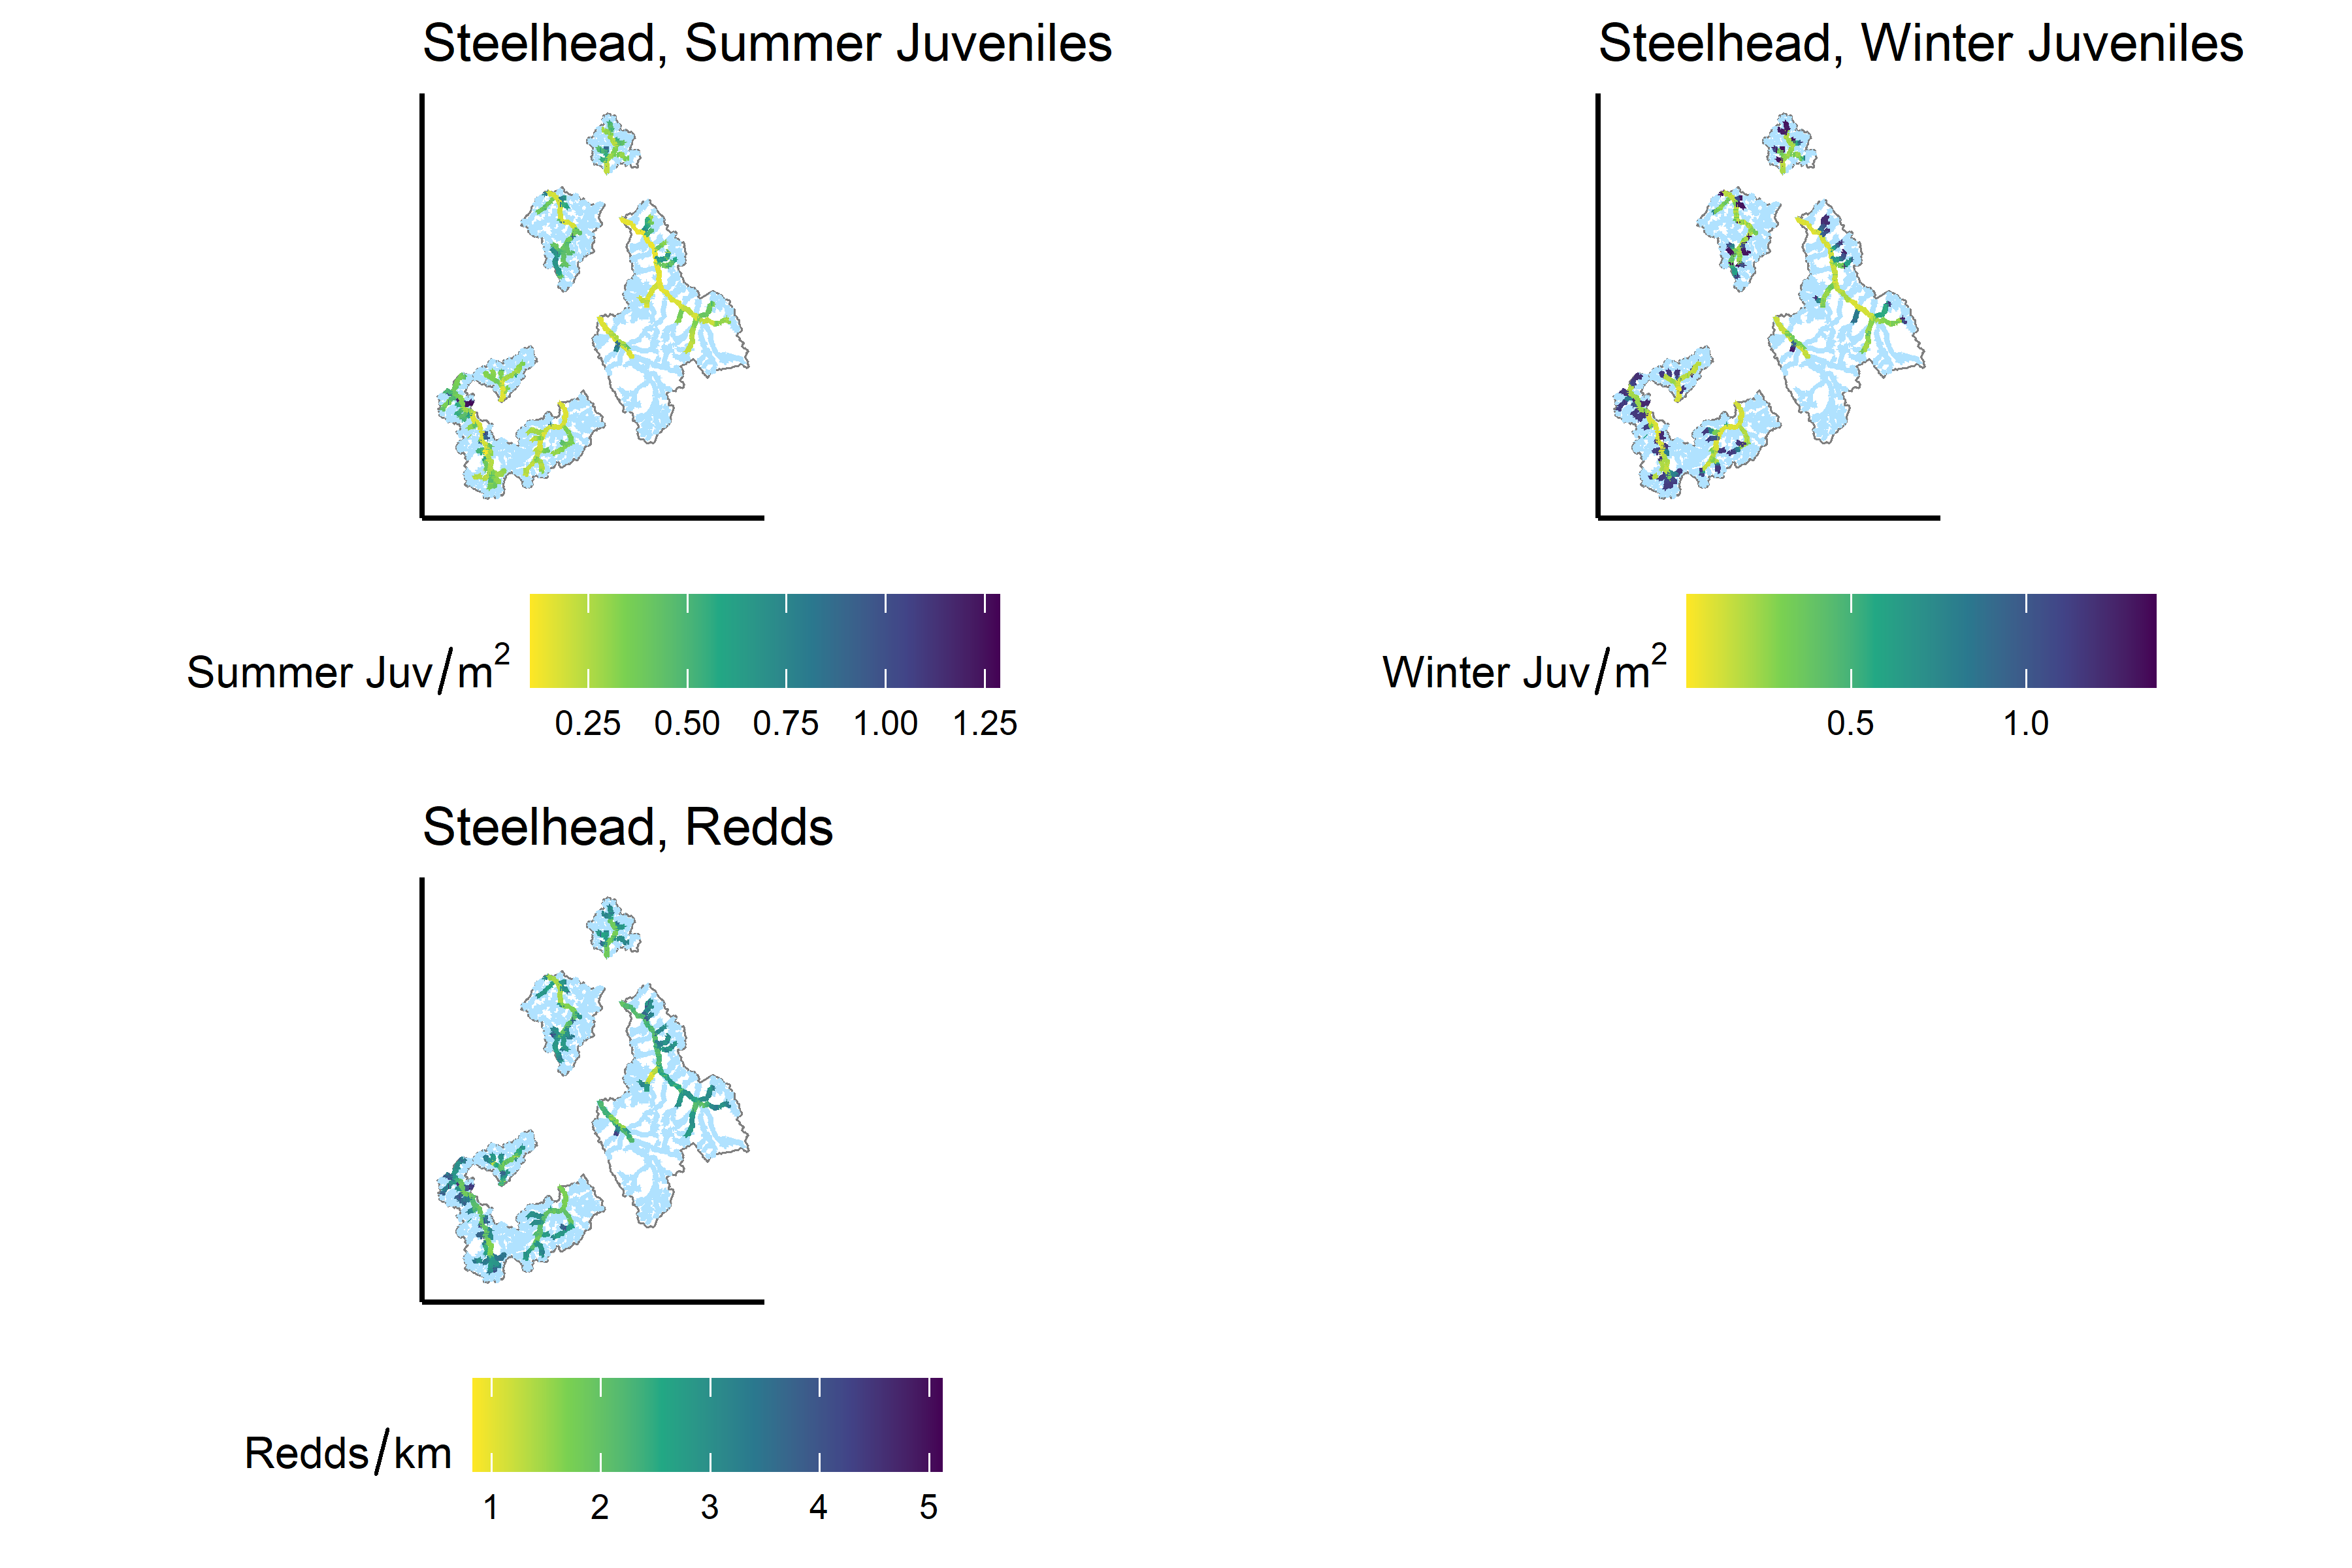 Steelhead, Summer Juveniles
Summer Juv/m²
0.25 0.50 0.75 1.00 1.25
Steelhead, Winter Juveniles
Winter Juv/m²
0.5 1.0
Steelhead, Redds
Redds/km
1 2 3 4 5